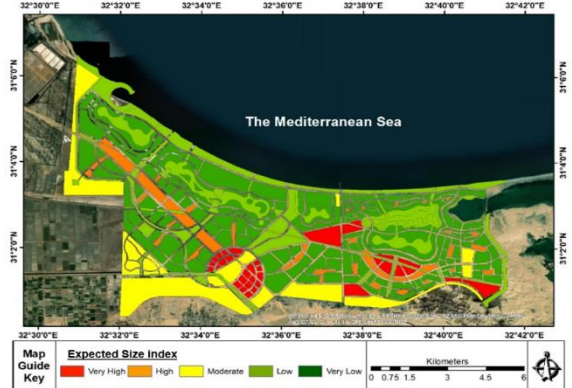 32°30'0"E 32°32'0"E 32°34'0"E 32°36'0"E 32°38'0"E 32°40'0"E 32°42'0"E
31°6'0"N 31°6'0"N
The Mediterranean Sea
31°4'0"N 31°4'0"N
31°2'0"N 31°2'0"N
32°30'0"E 32°32'0"E 32°34'0"E 32°36'0"E 32°38'0"E 32°40'0"E 32°42'0"E
Map Guide Key
Expected Size index
Very High High Moderate Low Very Low
Kilometers
0 0.75 1.5 3 4.5 6